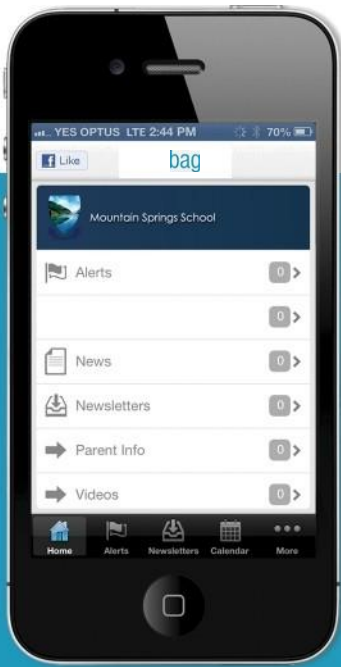 YES OPTUS LTE 2:44 PM 70%
f Like
bag
Mountain Springs School
Alerts 0
0
News 0
Newsletters 0
Parent Info 0
Videos 0
Home Alerts Newsletters Calendar More